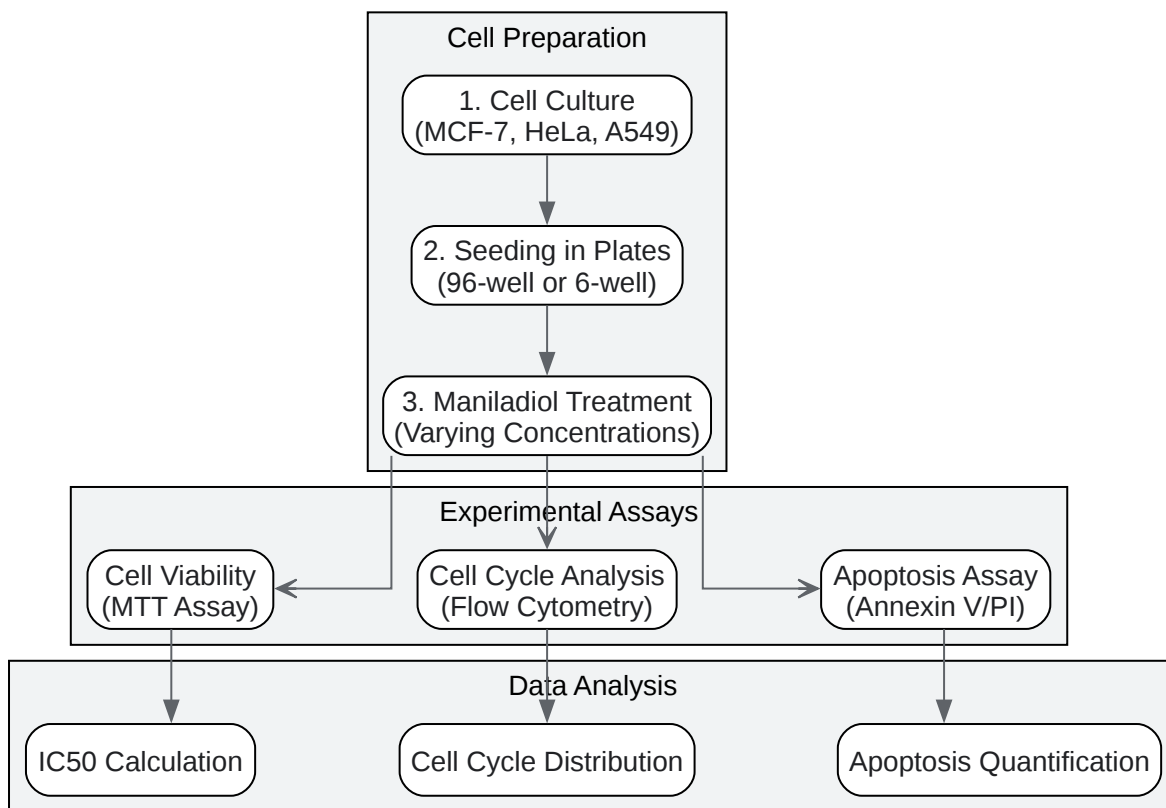 Cell Preparation
1. Cell Culture
(MCF-7, HeLa, A549)
2. Seeding in Plates
(96-well or 6-well)
3. Maniladiol Treatment
(Varying Concentrations)
Experimental Assays
Cell Viability
(MTT Assay)
Cell Cycle Analysis
(Flow Cytometry)
Apoptosis Assay
(Annexin V/PI)
Data Analysis
IC50 Calculation
Cell Cycle Distribution
Apoptosis Quantification